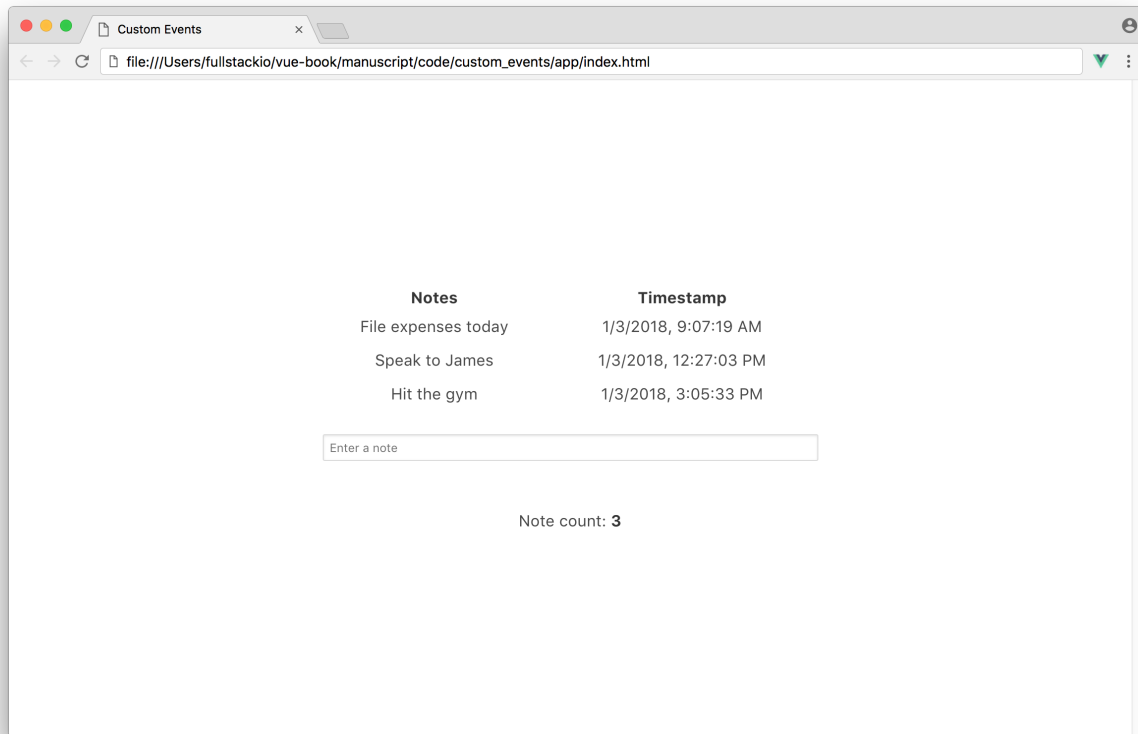 Custom Events
file:///Users/fullstackio/vue-book/manuscript/code/custom_events/app/index.html
Notes Timestamp
File expenses today 1/3/2018, 9:07:19 AM
Speak to James 1/3/2018, 12:27:03 PM
Hit the gym 1/3/2018, 3:05:33 PM
Enter a note
Note count: 3